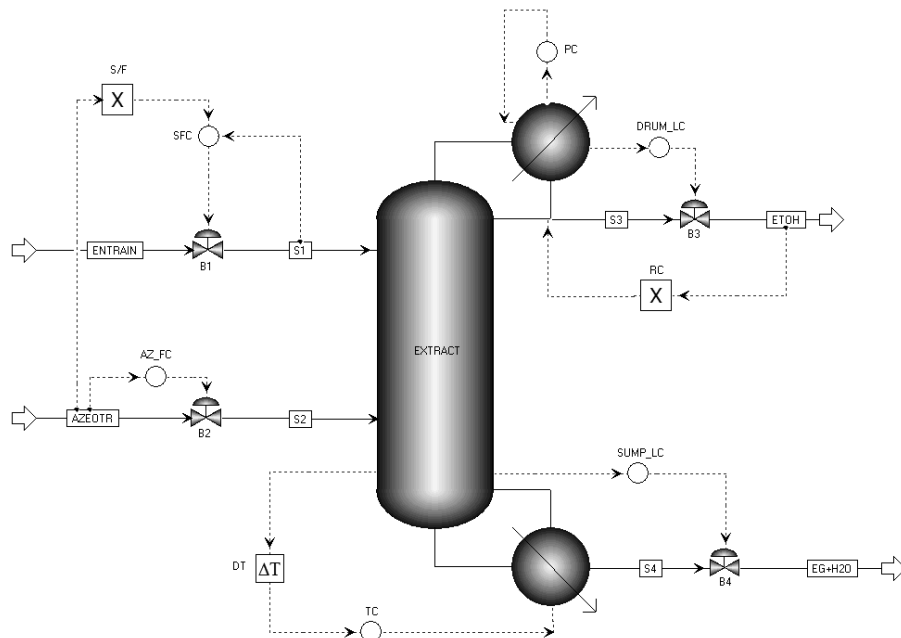 PC
S/F
X
DRUM_LC
SFC
ENTRAIN
B1
S1
S3
B3
ETOH
RC
X
EXTRACT
AZ_FC
AZEOTR
B2
S2
SUMP_LC
DT
ΔT
TC
S4
B4
EG+H2O